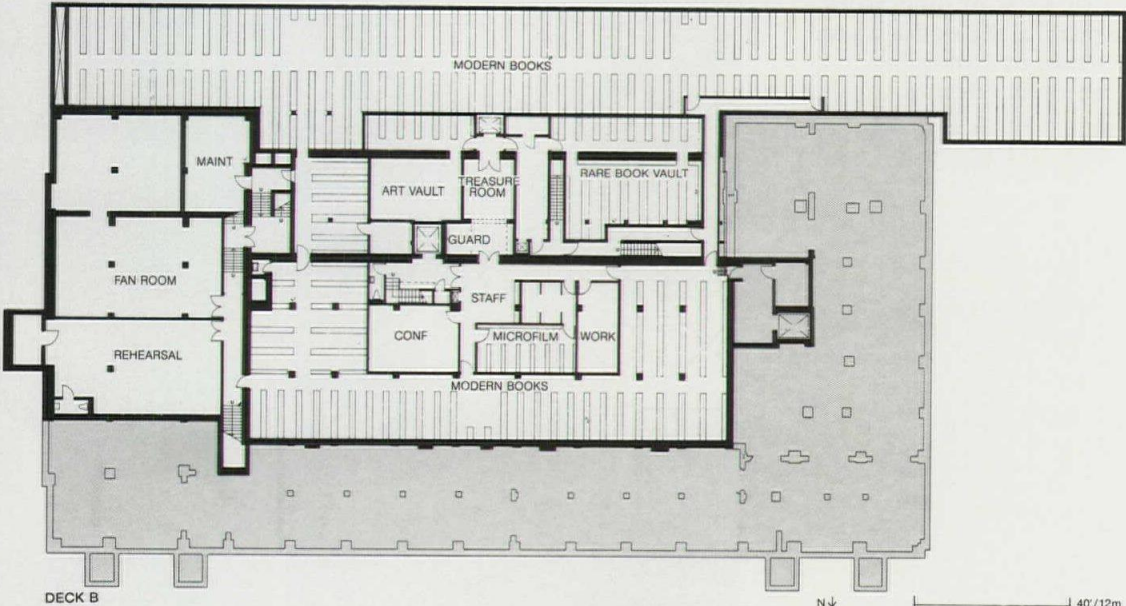 MODERN BOOKS
MAINT
ART VAULT
TREASURE
ROOM
RARE BOOK VAULT
GUARD
FAN ROOM
STAFF
CONF
MICROFILM
WORK
REHEARSAL
MODERN BOOKS
DECK B
N↓
40'/12m